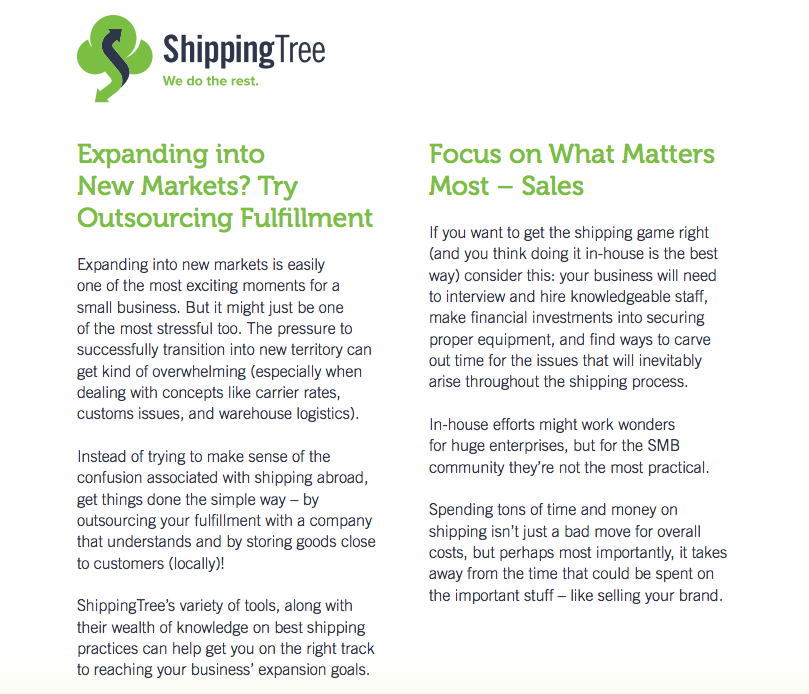 ShippingTree
We do the rest.
Expanding into
New Markets? Try
Outsourcing Fulfillment
Expanding into new markets is easily
one of the most exciting moments for a
small business. But it might just be one
of the most stressful too. The pressure to
successfully transition into new territory can
get kind of overwhelming (especially when
dealing with concepts like carrier rates,
customs issues, and warehouse logistics).
Instead of trying to make sense of the
confusion associated with shipping abroad,
get things done the simple way – by
outsourcing your fulfillment with a company
that understands and by storing goods close
to customers (locally)!
ShippingTree’s variety of tools, along with
their wealth of knowledge on best shipping
practices can help get you on the right track
to reaching your business’ expansion goals.
Focus on What Matters
Most – Sales
If you want to get the shipping game right
(and you think doing it in-house is the best
way) consider this: your business will need
to interview and hire knowledgeable staff,
make financial investments into securing
proper equipment, and find ways to carve
out time for the issues that will inevitably
arise throughout the shipping process.
In-house efforts might work wonders
for huge enterprises, but for the SMB
community they’re not the most practical.
Spending tons of time and money on
shipping isn’t just a bad move for overall
costs, but perhaps most importantly, it takes
away from the time that could be spent on
the important stuff – like selling your brand.